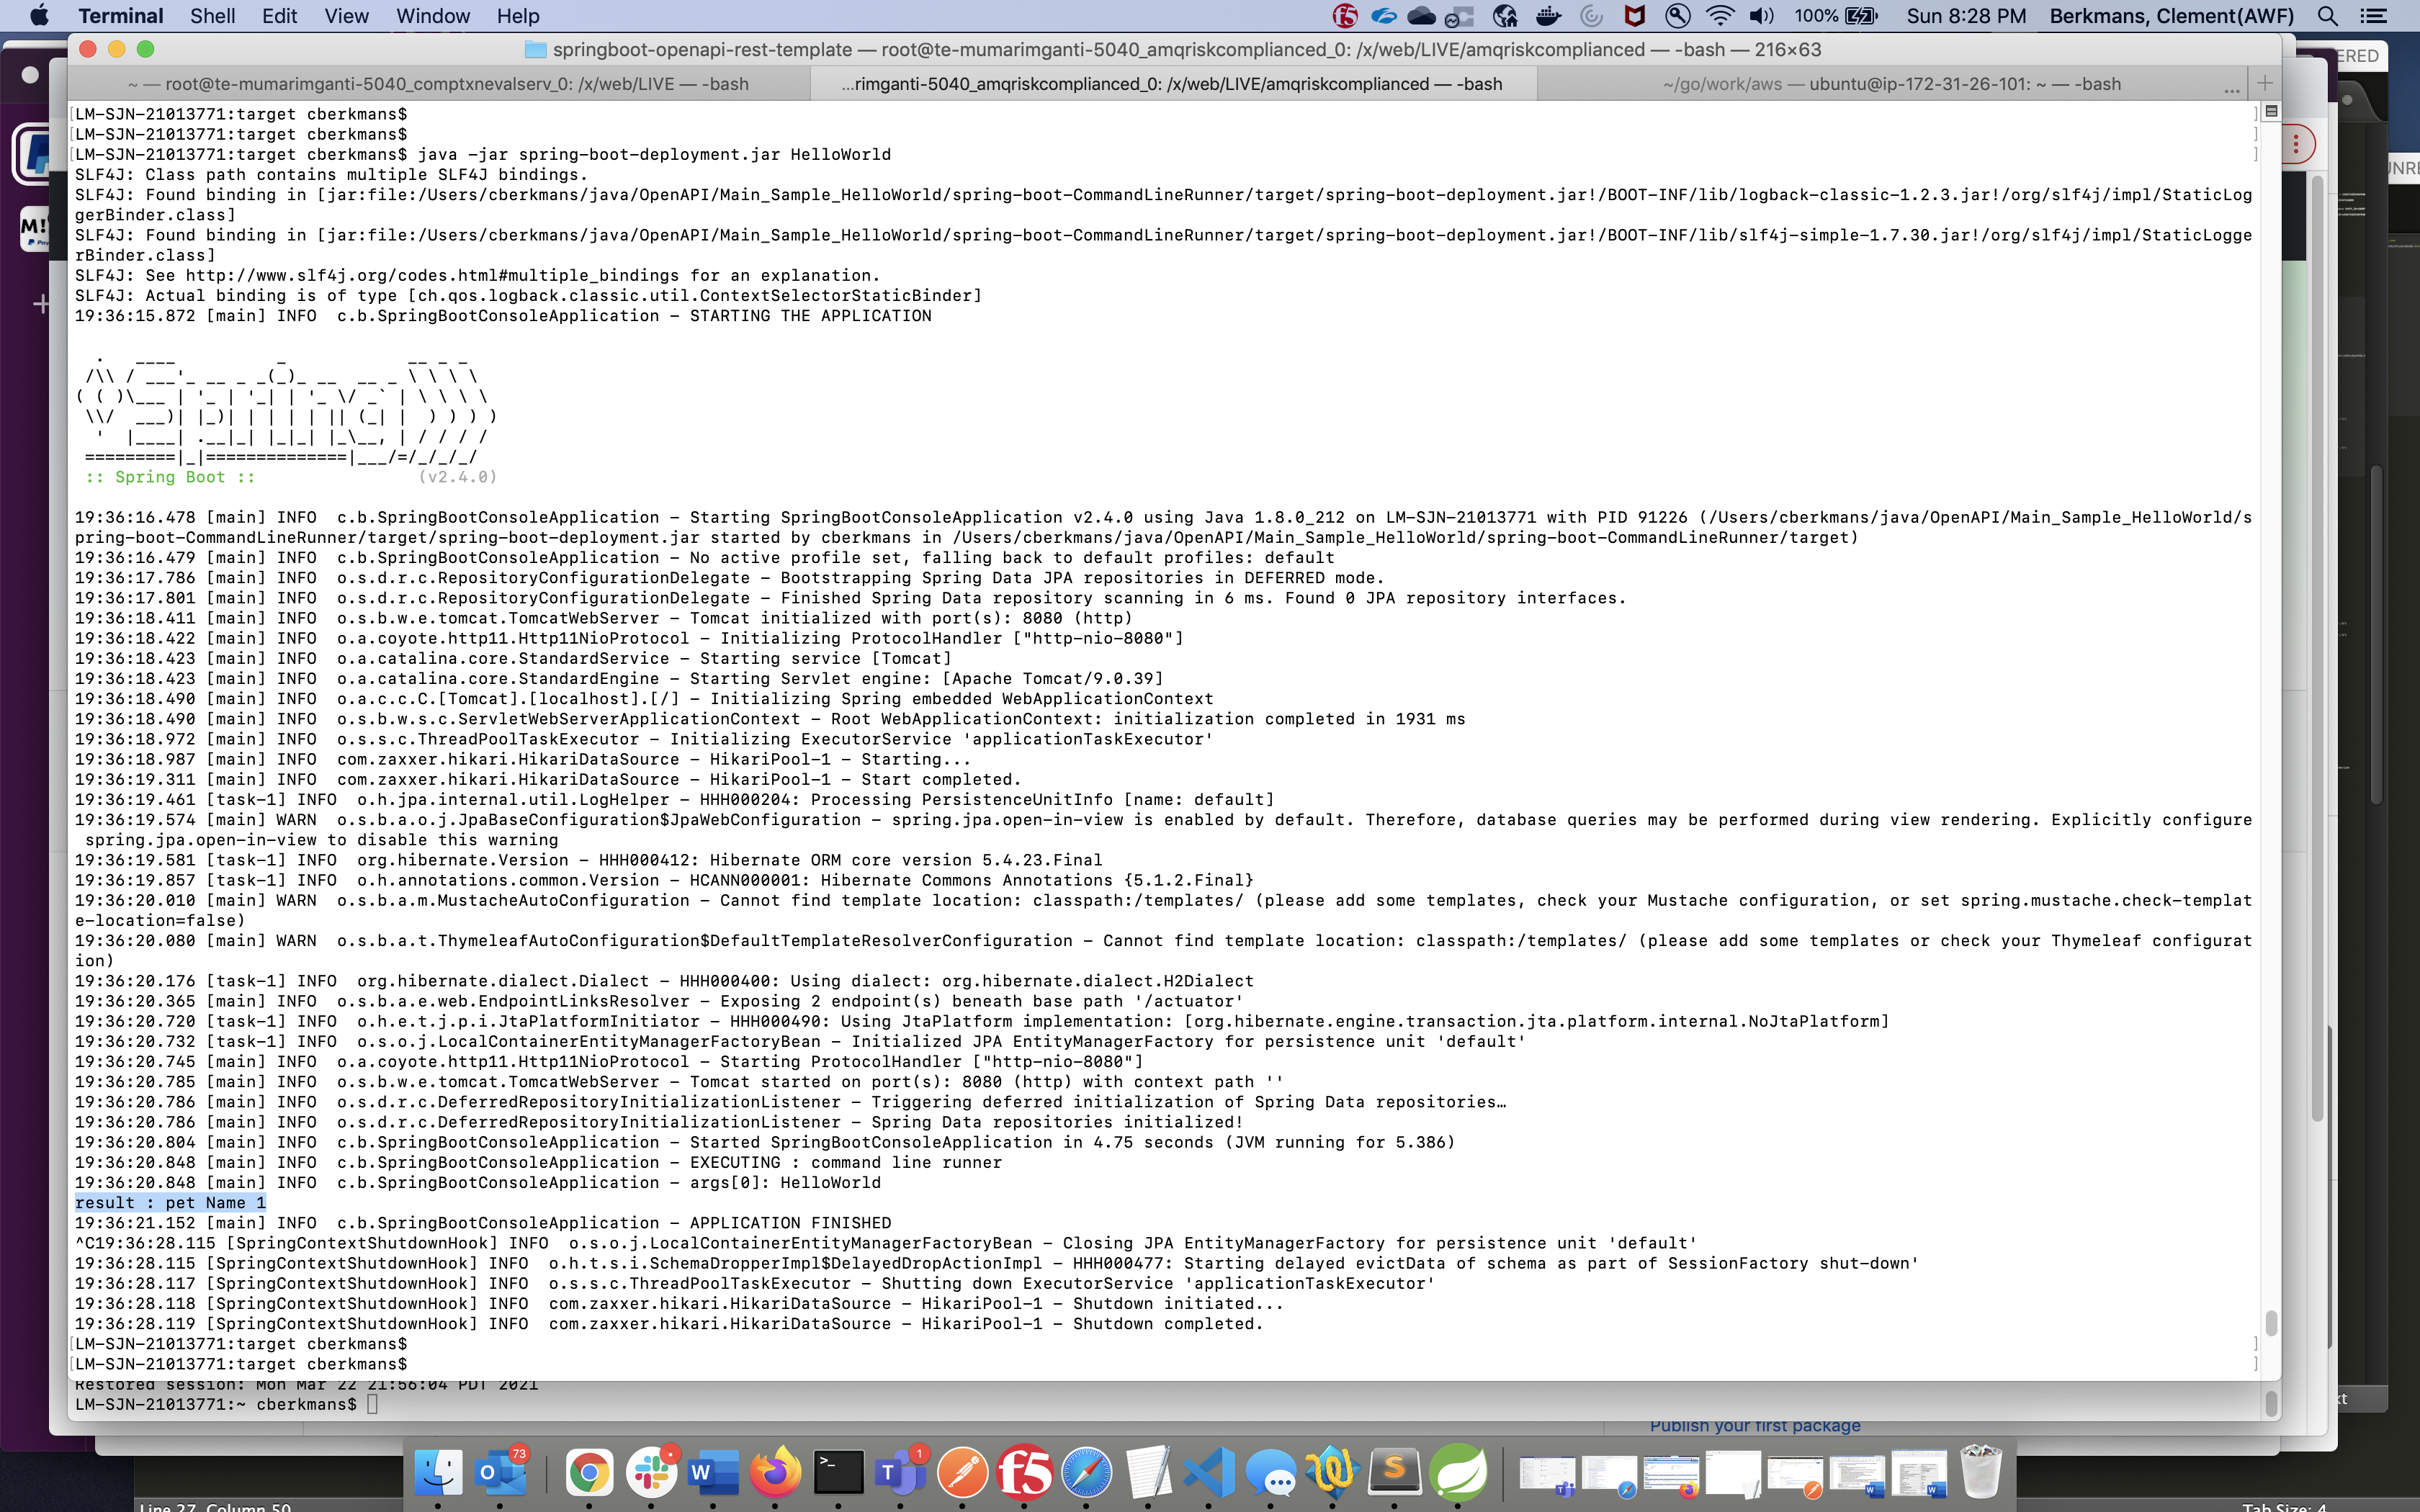 Terminal Shell Edit View Window Help 100% Sun 8:28 PM Berkmans, Clement(AWF)
springboot-openapi-rest-template — root@te-mumarimganti-5040_amqriskcomplianced_0: /x/web/LIVE/amqriskcomplianced — -bash — 216×63
~ — root@te-mumarimganti-5040_comptxnevalserv_0: /x/web/LIVE — -bash ...rimganti-5040_amqriskcomplianced_0: /x/web/LIVE/amqriskcomplianced — -bash ~/go/work/aws — ubuntu@ip-172-31-26-101: ~ — -bash ...
[LM-SJN-21013771:target cberkmans$ ]
[LM-SJN-21013771:target cberkmans$ ]
[LM-SJN-21013771:target cberkmans$ java -jar spring-boot-deployment.jar HelloWorld ]
SLF4J: Class path contains multiple SLF4J bindings.
SLF4J: Found binding in [jar:file:/Users/cberkmans/java/OpenAPI/Main_Sample_HelloWorld/spring-boot-CommandLineRunner/target/spring-boot-deployment.jar!/BOOT-INF/lib/logback-classic-1.2.3.jar!/org/slf4j/impl/StaticLog
gerBinder.class]
SLF4J: Found binding in [jar:file:/Users/cberkmans/java/OpenAPI/Main_Sample_HelloWorld/spring-boot-CommandLineRunner/target/spring-boot-deployment.jar!/BOOT-INF/lib/slf4j-simple-1.7.30.jar!/org/slf4j/impl/StaticLogge
rBinder.class]
SLF4J: See http://www.slf4j.org/codes.html#multiple_bindings for an explanation.
SLF4J: Actual binding is of type [ch.qos.logback.classic.util.ContextSelectorStaticBinder]
19:36:15.872 [main] INFO  c.b.SpringBootConsoleApplication - STARTING THE APPLICATION
  .   ____          _            __ _ _
 /\\ / ___'_ __ _ _(_)_ __  __ _ \ \ \ \
( ( )\___ | '_ | '_| | '_ \/ _` | \ \ \ \
 \\/  ___)| |_)| | | | | || (_| |  ) ) ) )
  '  |____| .__|_| |_|_| |_\__, | / / / /
 =========|_|==============|___/=/_/_/_/
 :: Spring Boot ::                (v2.4.0)
19:36:16.478 [main] INFO  c.b.SpringBootConsoleApplication - Starting SpringBootConsoleApplication v2.4.0 using Java 1.8.0_212 on LM-SJN-21013771 with PID 91226 (/Users/cberkmans/java/OpenAPI/Main_Sample_HelloWorld/s
pring-boot-CommandLineRunner/target/spring-boot-deployment.jar started by cberkmans in /Users/cberkmans/java/OpenAPI/Main_Sample_HelloWorld/spring-boot-CommandLineRunner/target)
19:36:16.479 [main] INFO  c.b.SpringBootConsoleApplication - No active profile set, falling back to default profiles: default
19:36:17.786 [main] INFO  o.s.d.r.c.RepositoryConfigurationDelegate - Bootstrapping Spring Data JPA repositories in DEFERRED mode.
19:36:17.801 [main] INFO  o.s.d.r.c.RepositoryConfigurationDelegate - Finished Spring Data repository scanning in 6 ms. Found 0 JPA repository interfaces.
19:36:18.411 [main] INFO  o.s.b.w.e.tomcat.TomcatWebServer - Tomcat initialized with port(s): 8080 (http)
19:36:18.422 [main] INFO  o.a.coyote.http11.Http11NioProtocol - Initializing ProtocolHandler ["http-nio-8080"]
19:36:18.423 [main] INFO  o.a.catalina.core.StandardService - Starting service [Tomcat]
19:36:18.423 [main] INFO  o.a.catalina.core.StandardEngine - Starting Servlet engine: [Apache Tomcat/9.0.39]
19:36:18.490 [main] INFO  o.a.c.c.C.[Tomcat].[localhost].[/] - Initializing Spring embedded WebApplicationContext
19:36:18.490 [main] INFO  o.s.b.w.s.c.ServletWebServerApplicationContext - Root WebApplicationContext: initialization completed in 1931 ms
19:36:18.972 [main] INFO  o.s.s.c.ThreadPoolTaskExecutor - Initializing ExecutorService 'applicationTaskExecutor'
19:36:18.987 [main] INFO  com.zaxxer.hikari.HikariDataSource - HikariPool-1 - Starting...
19:36:19.311 [main] INFO  com.zaxxer.hikari.HikariDataSource - HikariPool-1 - Start completed.
19:36:19.461 [task-1] INFO  o.h.jpa.internal.util.LogHelper - HHH000204: Processing PersistenceUnitInfo [name: default]
19:36:19.574 [main] WARN  o.s.b.a.o.j.JpaBaseConfiguration$JpaWebConfiguration - spring.jpa.open-in-view is enabled by default. Therefore, database queries may be performed during view rendering. Explicitly configure
 spring.jpa.open-in-view to disable this warning
19:36:19.581 [task-1] INFO  org.hibernate.Version - HHH000412: Hibernate ORM core version 5.4.23.Final
19:36:19.857 [task-1] INFO  o.h.annotations.common.Version - HCANN000001: Hibernate Commons Annotations {5.1.2.Final}
19:36:20.010 [main] WARN  o.s.b.a.m.MustacheAutoConfiguration - Cannot find template location: classpath:/templates/ (please add some templates, check your Mustache configuration, or set spring.mustache.check-templat
e-location=false)
19:36:20.080 [main] WARN  o.s.b.a.t.ThymeleafAutoConfiguration$DefaultTemplateResolverConfiguration - Cannot find template location: classpath:/templates/ (please add some templates or check your Thymeleaf configurat
ion)
19:36:20.176 [task-1] INFO  org.hibernate.dialect.Dialect - HHH000400: Using dialect: org.hibernate.dialect.H2Dialect
19:36:20.365 [main] INFO  o.s.b.a.e.web.EndpointLinksResolver - Exposing 2 endpoint(s) beneath base path '/actuator'
19:36:20.720 [task-1] INFO  o.h.e.t.j.p.i.JtaPlatformInitiator - HHH000490: Using JtaPlatform implementation: [org.hibernate.engine.transaction.jta.platform.internal.NoJtaPlatform]
19:36:20.732 [task-1] INFO  o.s.o.j.LocalContainerEntityManagerFactoryBean - Initialized JPA EntityManagerFactory for persistence unit 'default'
19:36:20.745 [main] INFO  o.a.coyote.http11.Http11NioProtocol - Starting ProtocolHandler ["http-nio-8080"]
19:36:20.785 [main] INFO  o.s.b.w.e.tomcat.TomcatWebServer - Tomcat started on port(s): 8080 (http) with context path ''
19:36:20.786 [main] INFO  o.s.d.r.c.DeferredRepositoryInitializationListener - Triggering deferred initialization of Spring Data repositories…
19:36:20.786 [main] INFO  o.s.d.r.c.DeferredRepositoryInitializationListener - Spring Data repositories initialized!
19:36:20.804 [main] INFO  c.b.SpringBootConsoleApplication - Started SpringBootConsoleApplication in 4.75 seconds (JVM running for 5.386)
19:36:20.848 [main] INFO  c.b.SpringBootConsoleApplication - EXECUTING : command line runner
19:36:20.848 [main] INFO  c.b.SpringBootConsoleApplication - args[0]: HelloWorld
result : pet Name 1
19:36:21.152 [main] INFO  c.b.SpringBootConsoleApplication - APPLICATION FINISHED
^C19:36:28.115 [SpringContextShutdownHook] INFO  o.s.o.j.LocalContainerEntityManagerFactoryBean - Closing JPA EntityManagerFactory for persistence unit 'default'
19:36:28.115 [SpringContextShutdownHook] INFO  o.h.t.s.i.SchemaDropperImpl$DelayedDropActionImpl - HHH000477: Starting delayed evictData of schema as part of SessionFactory shut-down'
19:36:28.117 [SpringContextShutdownHook] INFO  o.s.s.c.ThreadPoolTaskExecutor - Shutting down ExecutorService 'applicationTaskExecutor'
19:36:28.118 [SpringContextShutdownHook] INFO  com.zaxxer.hikari.HikariDataSource - HikariPool-1 - Shutdown initiated...
19:36:28.119 [SpringContextShutdownHook] INFO  com.zaxxer.hikari.HikariDataSource - HikariPool-1 - Shutdown completed.
[LM-SJN-21013771:target cberkmans$ ]
[LM-SJN-21013771:target cberkmans$ ]
Restored session: Mon Mar 22 21:56:04 PDT 2021
LM-SJN-21013771:~ cberkmans$
Publish your first package
73
1
Line 27, Column 50
Tab Size: 4